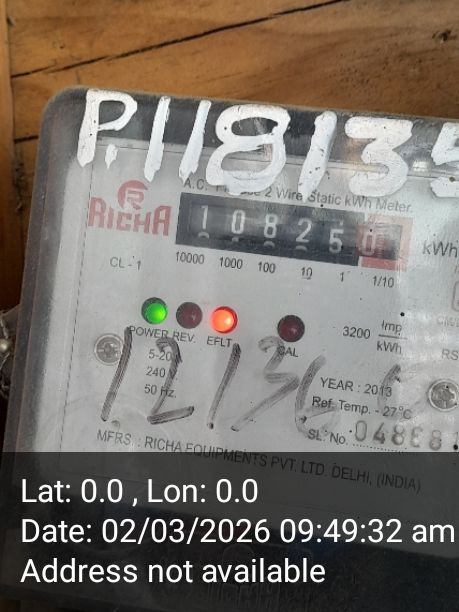 P.118135
A.C. 2 Wire Static kWh Meter.
RICHA
108250
kWh
CL - 1
10000 1000 100 10 1 1/10
POWER REV. EFLT. CAL
3200 Imp/kWh
5-20
240
50 Hz.
YEAR : 2013
Ref. Temp. - 27°C
SL. No.
MFRS. : RICHA EQUIPMENTS PVT. LTD. DELHI, (INDIA)
Lat: 0.0 , Lon: 0.0
Date: 02/03/2026 09:49:32 am
Address not available